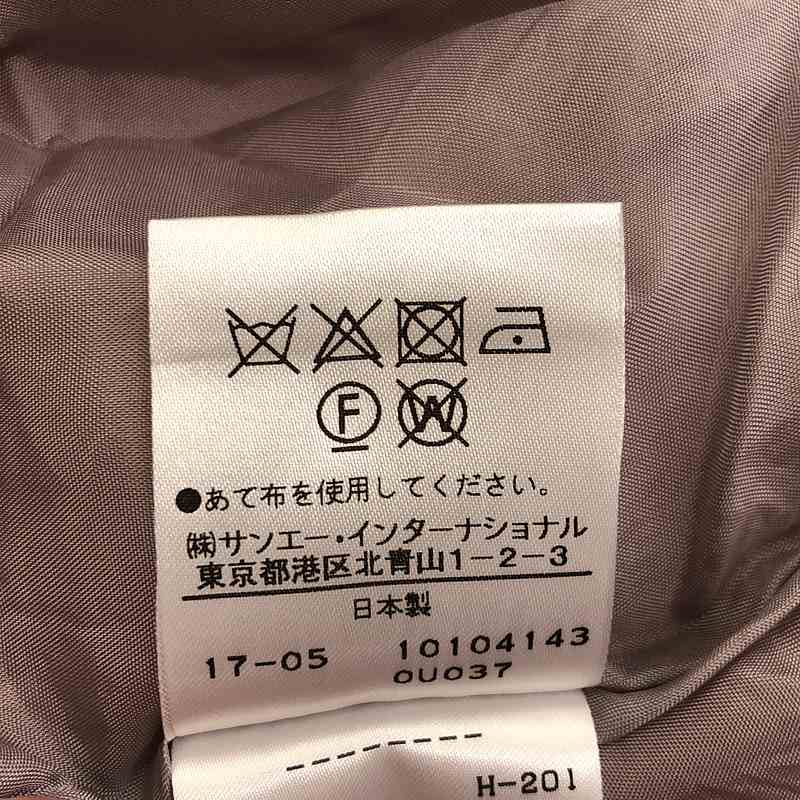 F W
●あて布を使用してください。
㈱サンエー・インターナショナル
東京都港区北青山1-2-3
日本製
17-05 10104143
0U037
H-201